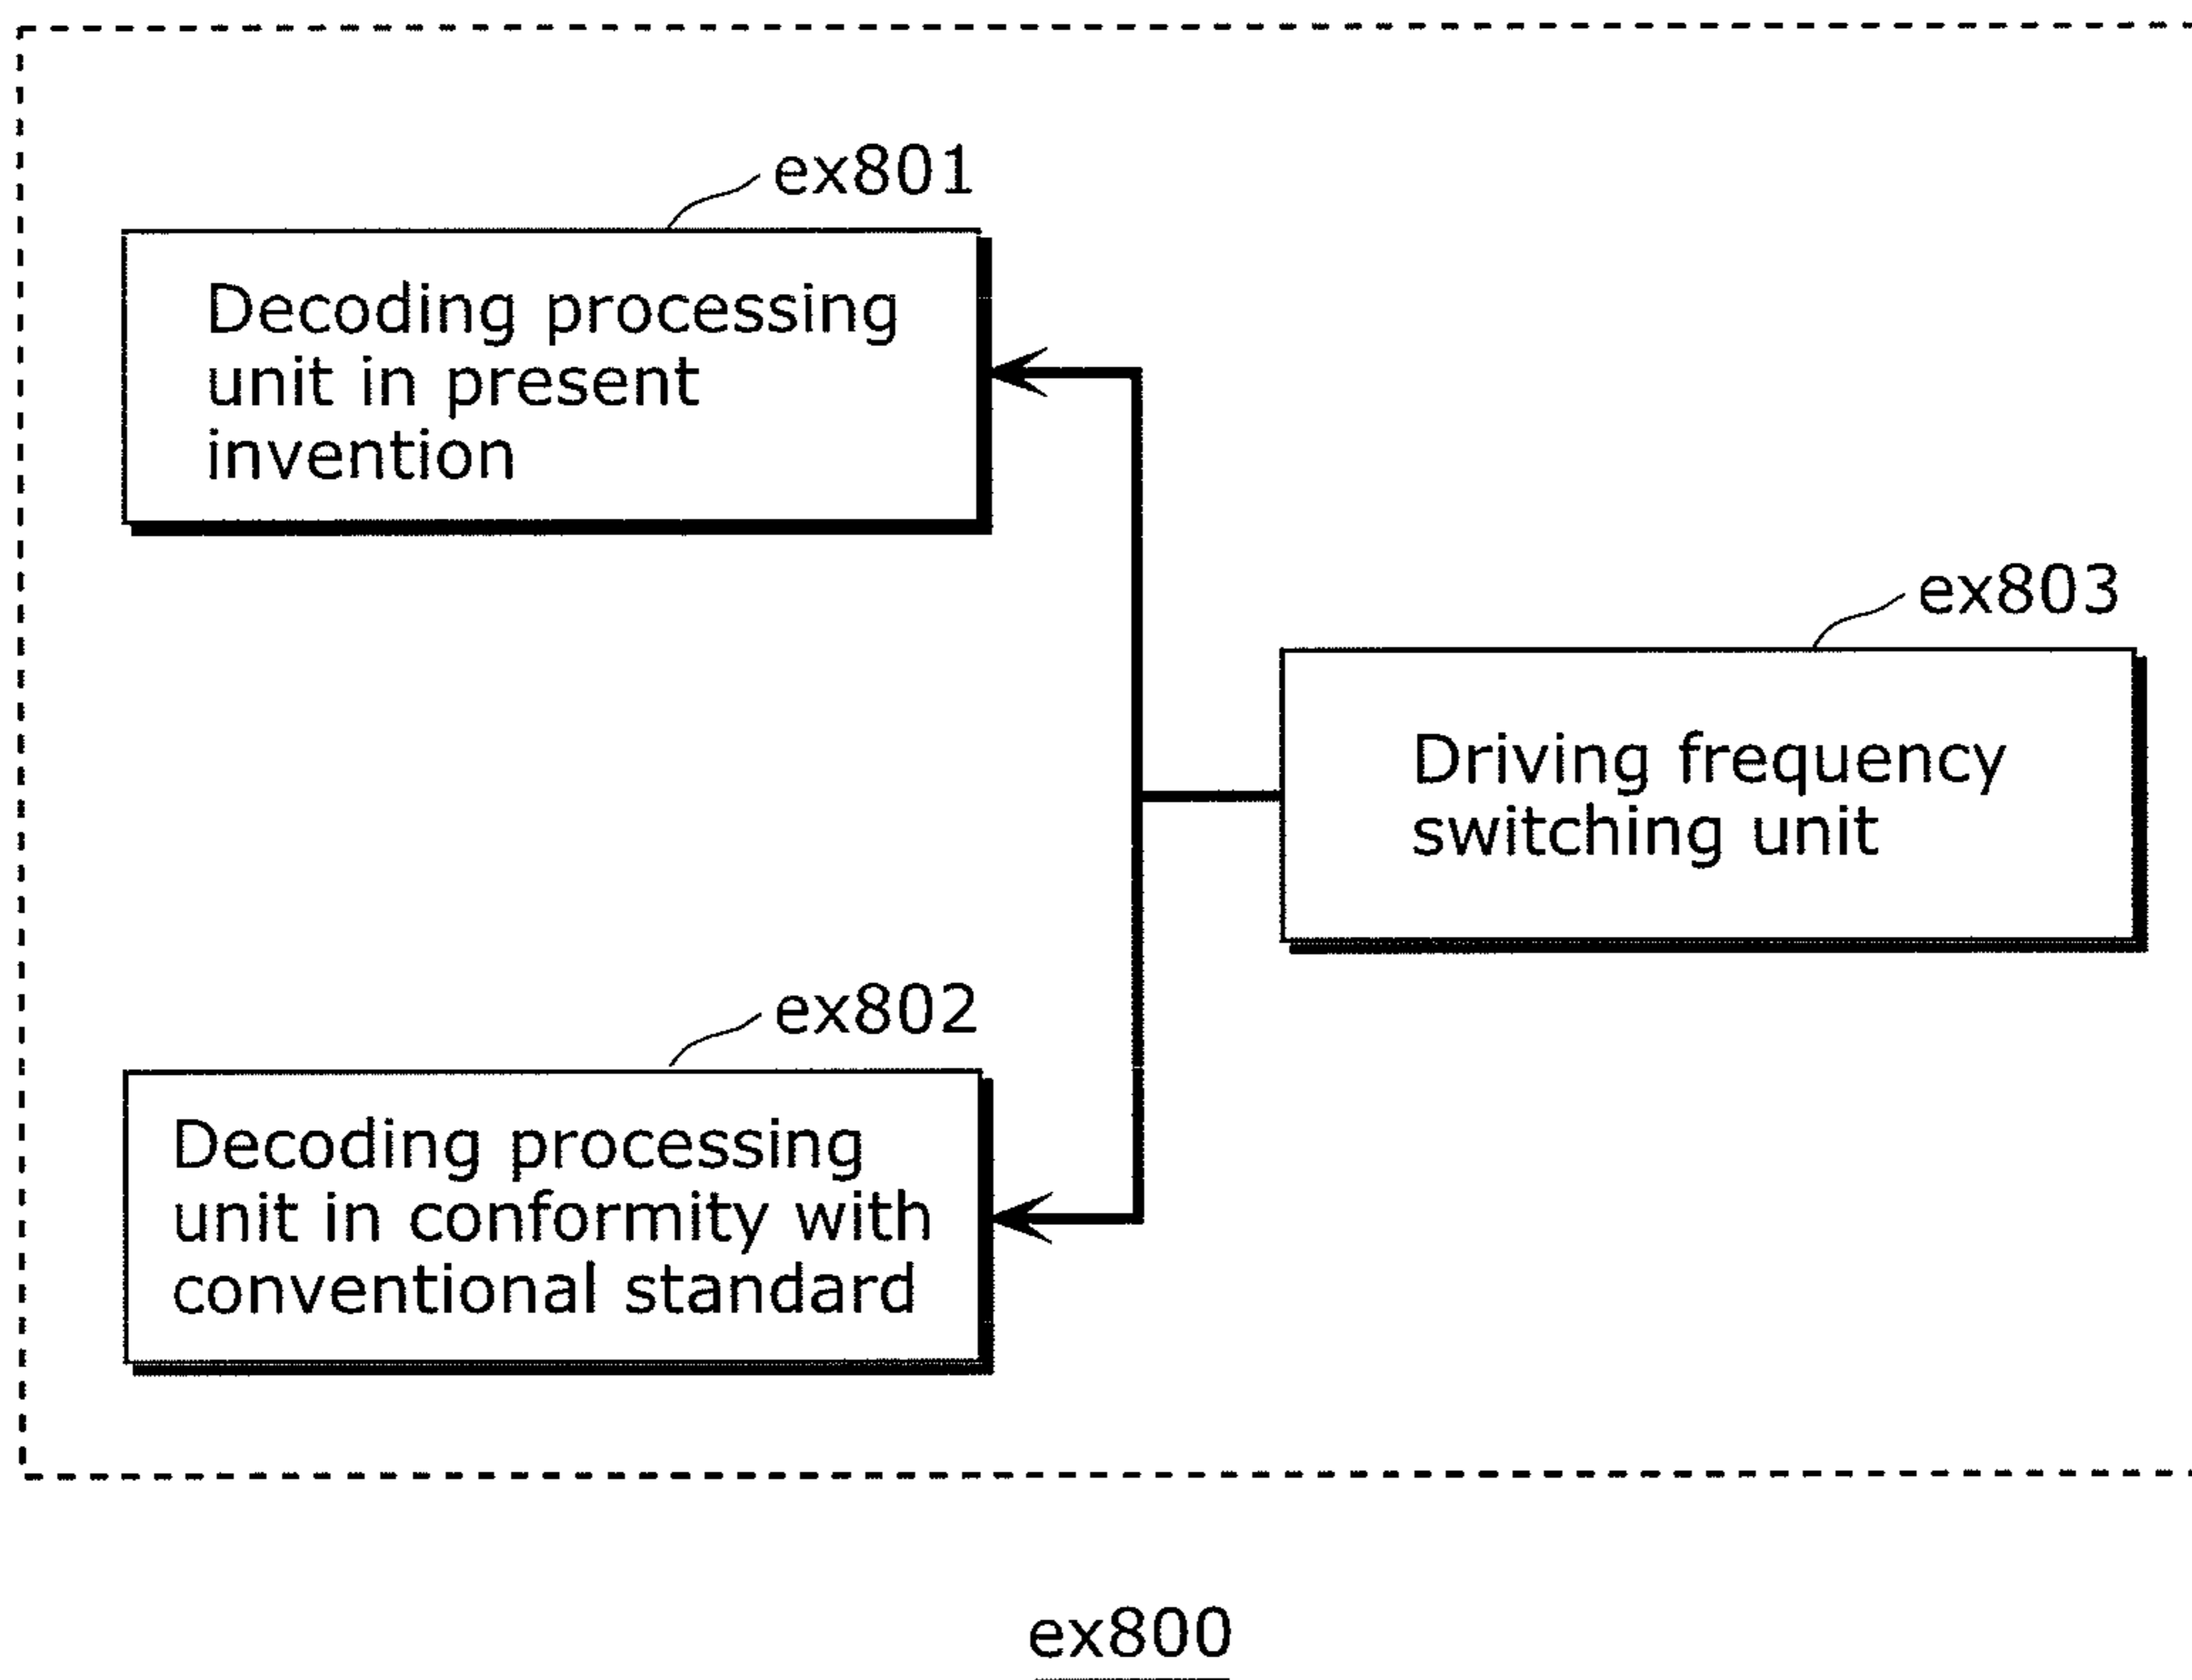 ex801
Decoding processing
unit in present
invention
ex803
Driving frequency
switching unit
ex802
Decoding processing
unit in conformity with
conventional standard
ex800